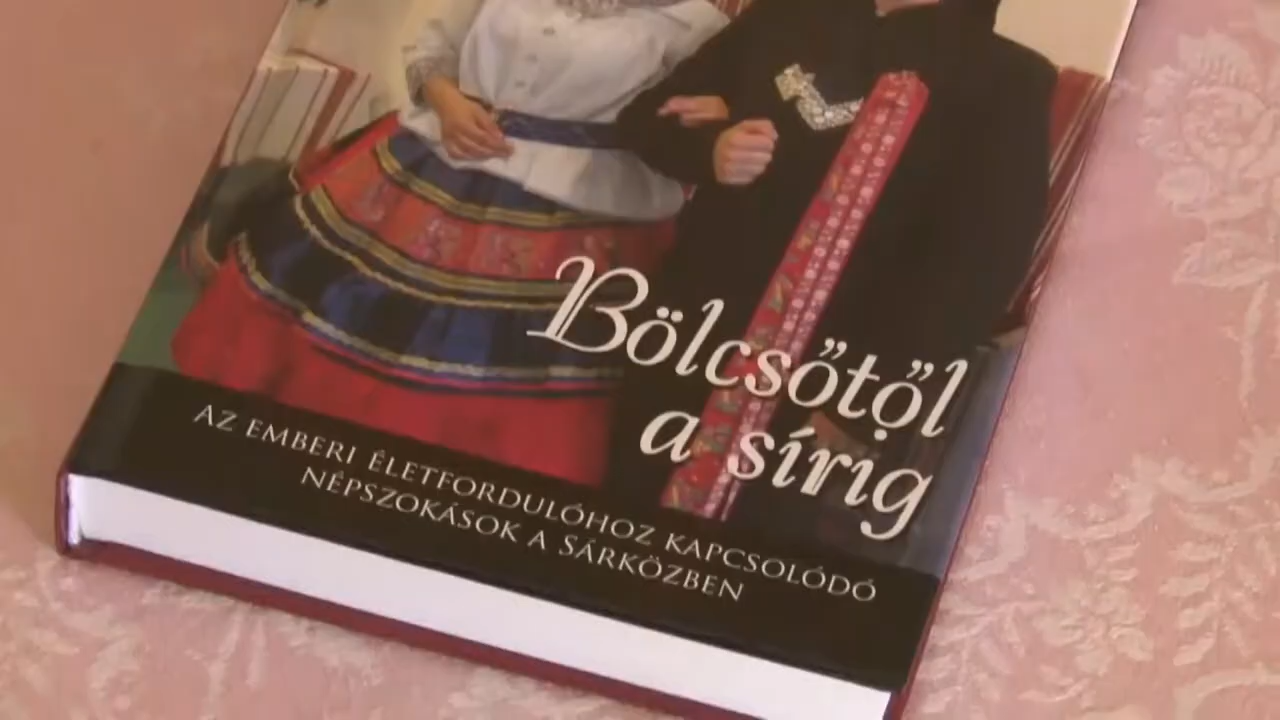 Bölcsőtől
a sírig
AZ EMBERI ÉLETFORDULÓHOZ KAPCSOLÓDÓ
NÉPSZOKÁSOK A SÁRKÖZBEN